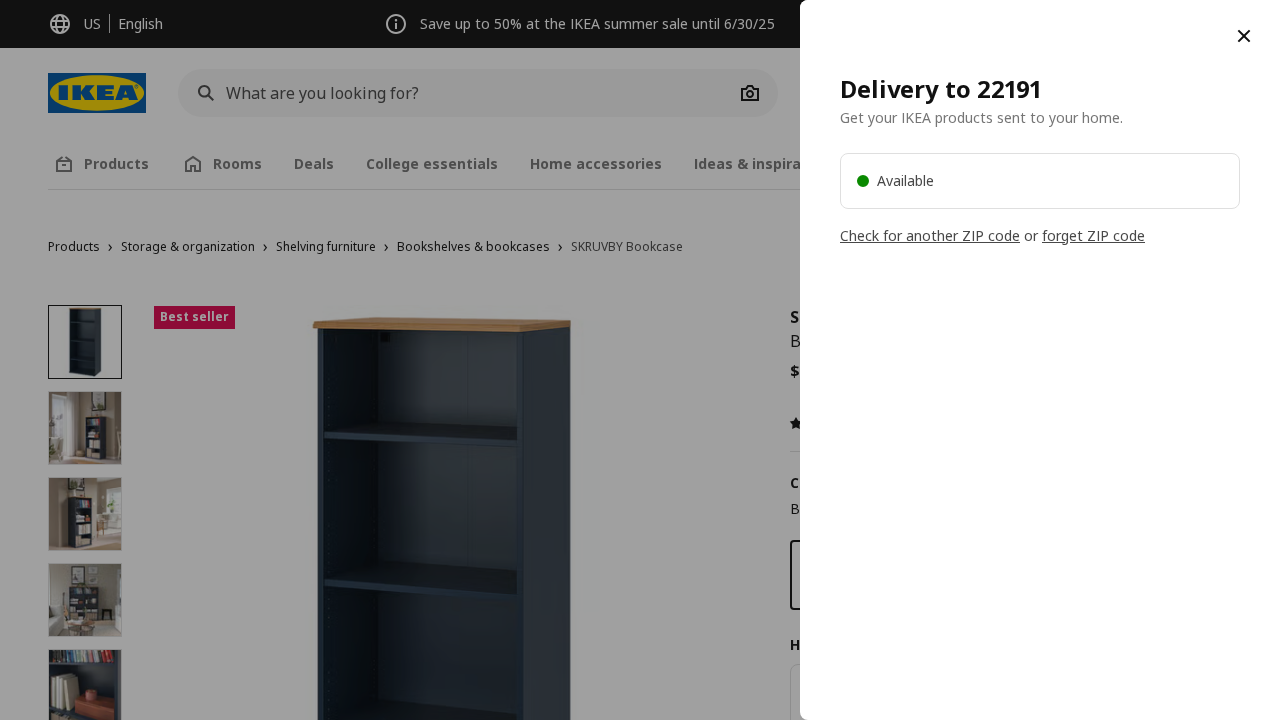 US | English
Save up to 50% at the IKEA summer sale until 6/30/25
IKEA
What are you looking for?
Products
Rooms
Deals
College essentials
Home accessories
Ideas & inspira
Products › Storage & organization › Shelving furniture › Bookshelves & bookcases › SKRUVBY Bookcase
Best seller
S
B
$
C
B
H
Delivery to 22191
Get your IKEA products sent to your home.
Available
Check for another ZIP code or forget ZIP code